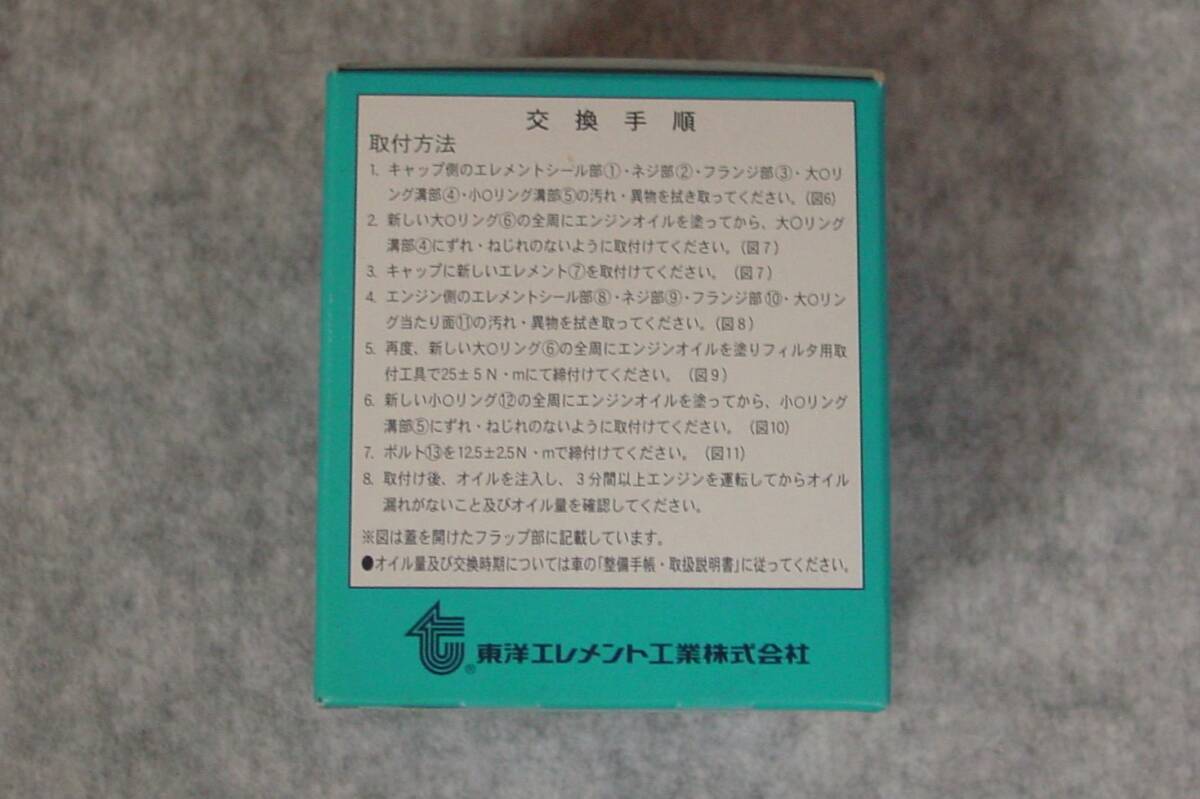 交換手順
取付方法
1. キャップ側のエレメントシール部①・ネジ部②・フランジ部③・大Oリ
ング溝部④・小Oリング溝部⑤の汚れ・異物を拭き取ってください。(図6)
2. 新しい大Oリング⑥の全周にエンジンオイルを塗ってから、大Oリング
溝部④にずれ・ねじれのないように取付けてください。(図7)
3. キャップに新しいエレメント⑦を取付けてください。(図7)
4. エンジン側のエレメントシール部⑧・ネジ部⑨・フランジ部⑩・大Oリン
グ当たり面⑪の汚れ・異物を拭き取ってください。(図8)
5. 再度、新しい大Oリング⑥の全周にエンジンオイルを塗りフィルタ用取
付工具で25±5N・mにて締付けてください。(図9)
6. 新しい小Oリング⑫の全周にエンジンオイルを塗ってから、小Oリング
溝部⑤にずれ・ねじれのないように取付けてください。(図10)
7. ボルト⑬を12.5±2.5N・mで締付けてください。(図11)
8. 取付け後、オイルを注入し、3分間以上エンジンを運転してからオイル
漏れがないこと及びオイル量を確認してください。
※図は蓋を開けたフラップ部に記載しています。
●オイル量及び交換時期については車の「整備手帳・取扱説明書」に従ってください。
® 東洋エレメント工業株式会社